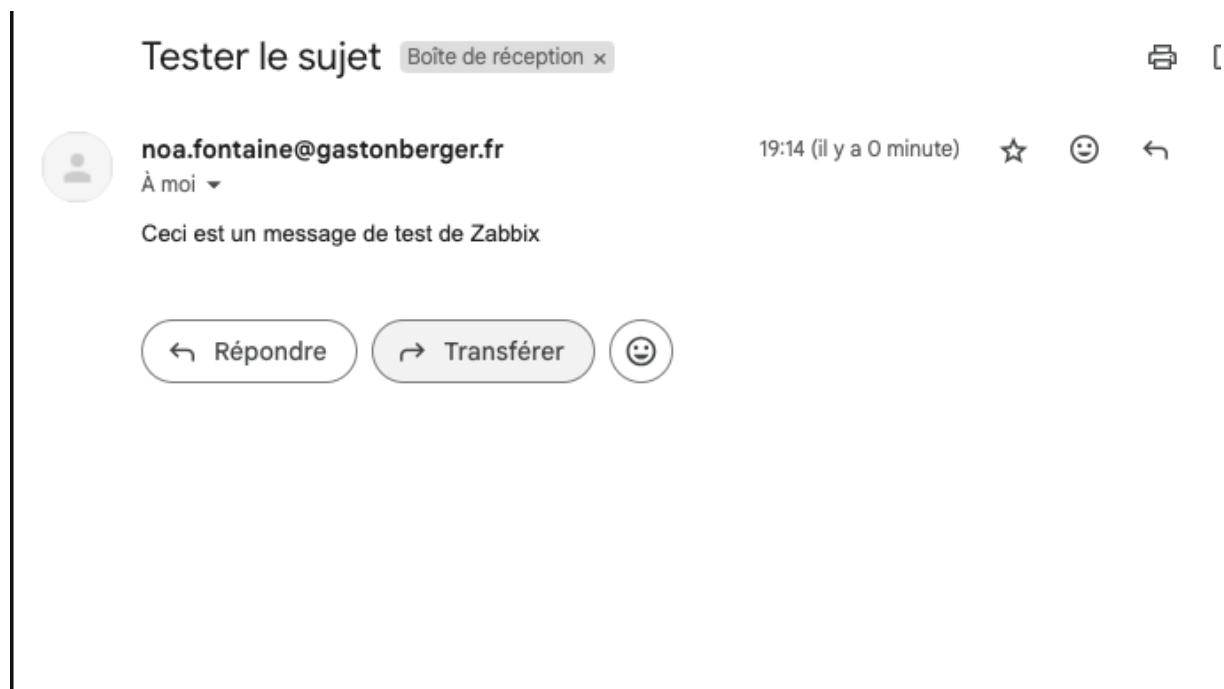 Tester le sujet Boîte de réception ×
noa.fontaine@gastonberger.fr 19:14 (il y a 0 minute)
À moi
Ceci est un message de test de Zabbix
Répondre Transférer